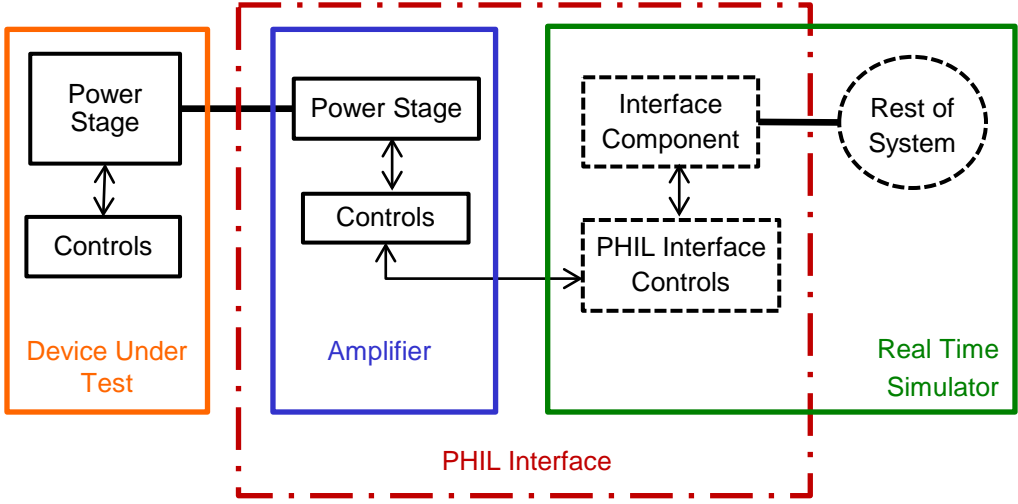 Power
Stage
Controls
Device Under
Test
Power Stage
Controls
Amplifier
Interface
Component
PHIL Interface
Controls
Rest of
System
Real Time
Simulator
PHIL Interface